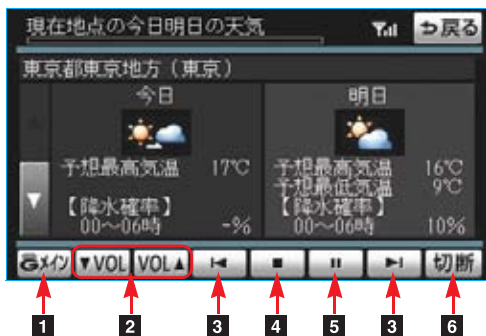 現在地点の今日明日の天気
戻る
東京都東京地方(東京)
今日 明日
予想最高気温 17℃ 予想最高気温 16℃
予想最低気温 9℃
【降水確率】 【降水確率】
00〜06時 -% 00〜06時 10%
Gメイン ▼VOL VOL▲ 切断
1 2 3 4 5 3 6